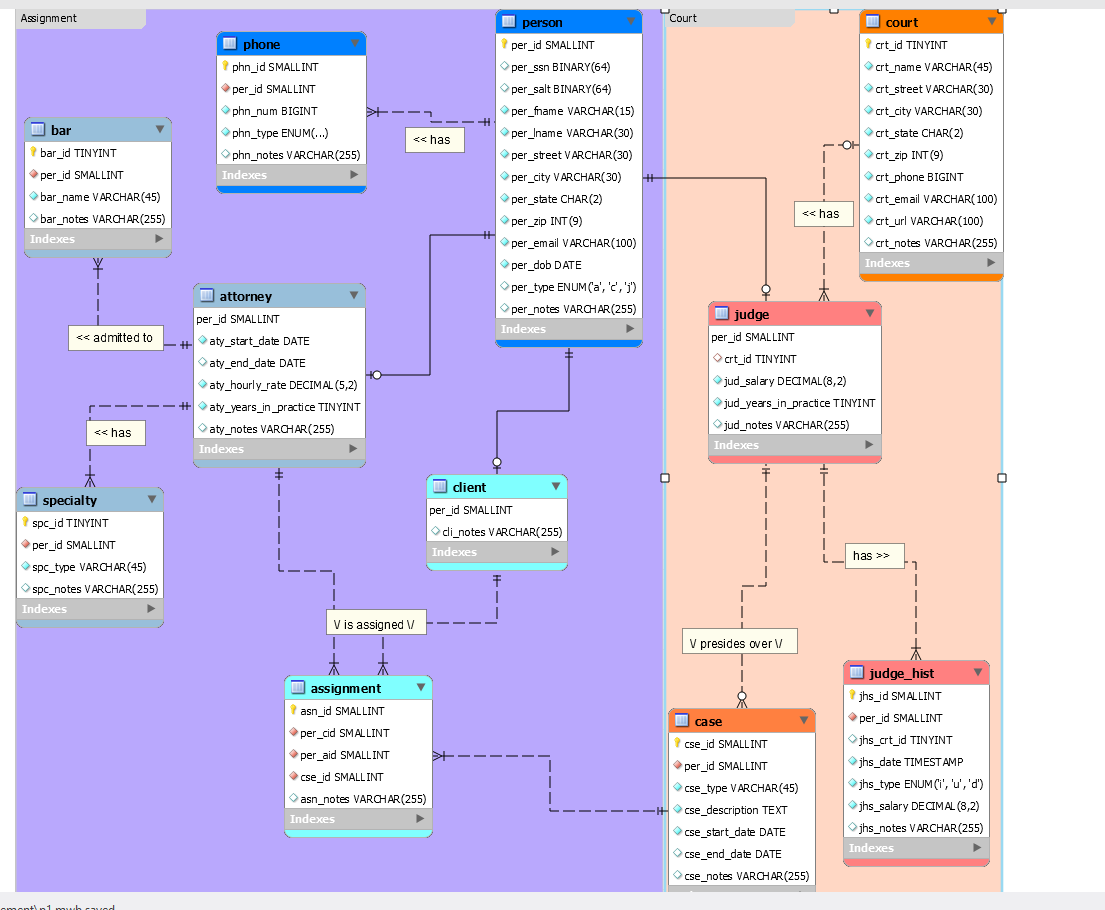 Assignment
Court
person
per_id SMALLINT
per_ssn BINARY(64)
per_salt BINARY(64)
per_fname VARCHAR(15)
per_lname VARCHAR(30)
per_street VARCHAR(30)
per_city VARCHAR(30)
per_state CHAR(2)
per_zip INT(9)
per_email VARCHAR(100)
per_dob DATE
per_type ENUM('a', 'c', 'j')
per_notes VARCHAR(255)
Indexes
court
crt_id TINYINT
crt_name VARCHAR(45)
crt_street VARCHAR(30)
crt_city VARCHAR(30)
crt_state CHAR(2)
crt_zip INT(9)
crt_phone BIGINT
crt_email VARCHAR(100)
crt_url VARCHAR(100)
crt_notes VARCHAR(255)
Indexes
phone
phn_id SMALLINT
per_id SMALLINT
phn_num BIGINT
phn_type ENUM(...)
phn_notes VARCHAR(255)
Indexes
<< has
bar
bar_id TINYINT
per_id SMALLINT
bar_name VARCHAR(45)
bar_notes VARCHAR(255)
Indexes
<< has
<< admitted to
attorney
per_id SMALLINT
aty_start_date DATE
aty_end_date DATE
aty_hourly_rate DECIMAL(5,2)
aty_years_in_practice TINYINT
aty_notes VARCHAR(255)
Indexes
judge
per_id SMALLINT
crt_id TINYINT
jud_salary DECIMAL(8,2)
jud_years_in_practice TINYINT
jud_notes VARCHAR(255)
Indexes
<< has
specialty
spc_id TINYINT
per_id SMALLINT
spc_type VARCHAR(45)
spc_notes VARCHAR(255)
Indexes
client
per_id SMALLINT
cli_notes VARCHAR(255)
Indexes
has >>
\/ is assigned \/
\/ presides over \/
assignment
asn_id SMALLINT
per_cid SMALLINT
per_aid SMALLINT
cse_id SMALLINT
asn_notes VARCHAR(255)
Indexes
case
cse_id SMALLINT
per_id SMALLINT
cse_type VARCHAR(45)
cse_description TEXT
cse_start_date DATE
cse_end_date DATE
cse_notes VARCHAR(255)
judge_hist
jhs_id SMALLINT
per_id SMALLINT
jhs_crt_id TINYINT
jhs_date TIMESTAMP
jhs_type ENUM('i', 'u', 'd')
jhs_salary DECIMAL(8,2)
jhs_notes VARCHAR(255)
Indexes